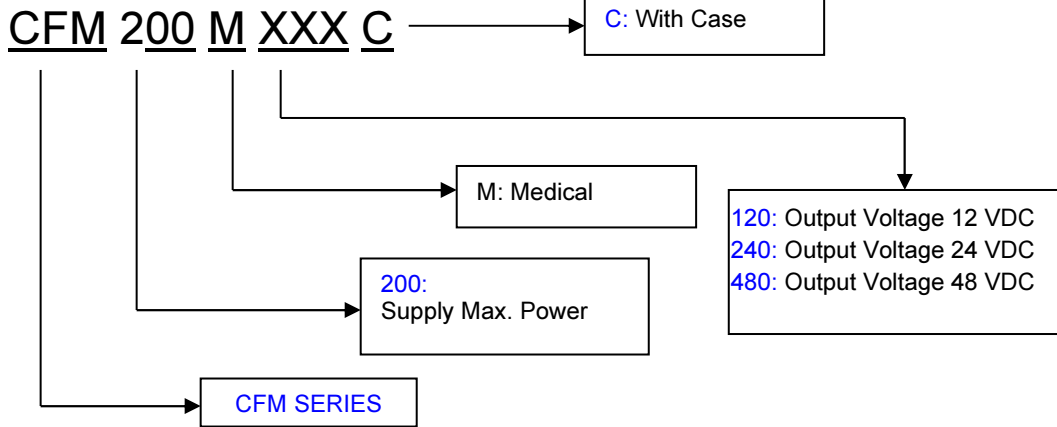 CFM 200 M XXX C
C: With Case
M: Medical
120: Output Voltage 12 VDC
240: Output Voltage 24 VDC
480: Output Voltage 48 VDC
200:
Supply Max. Power
CFM SERIES